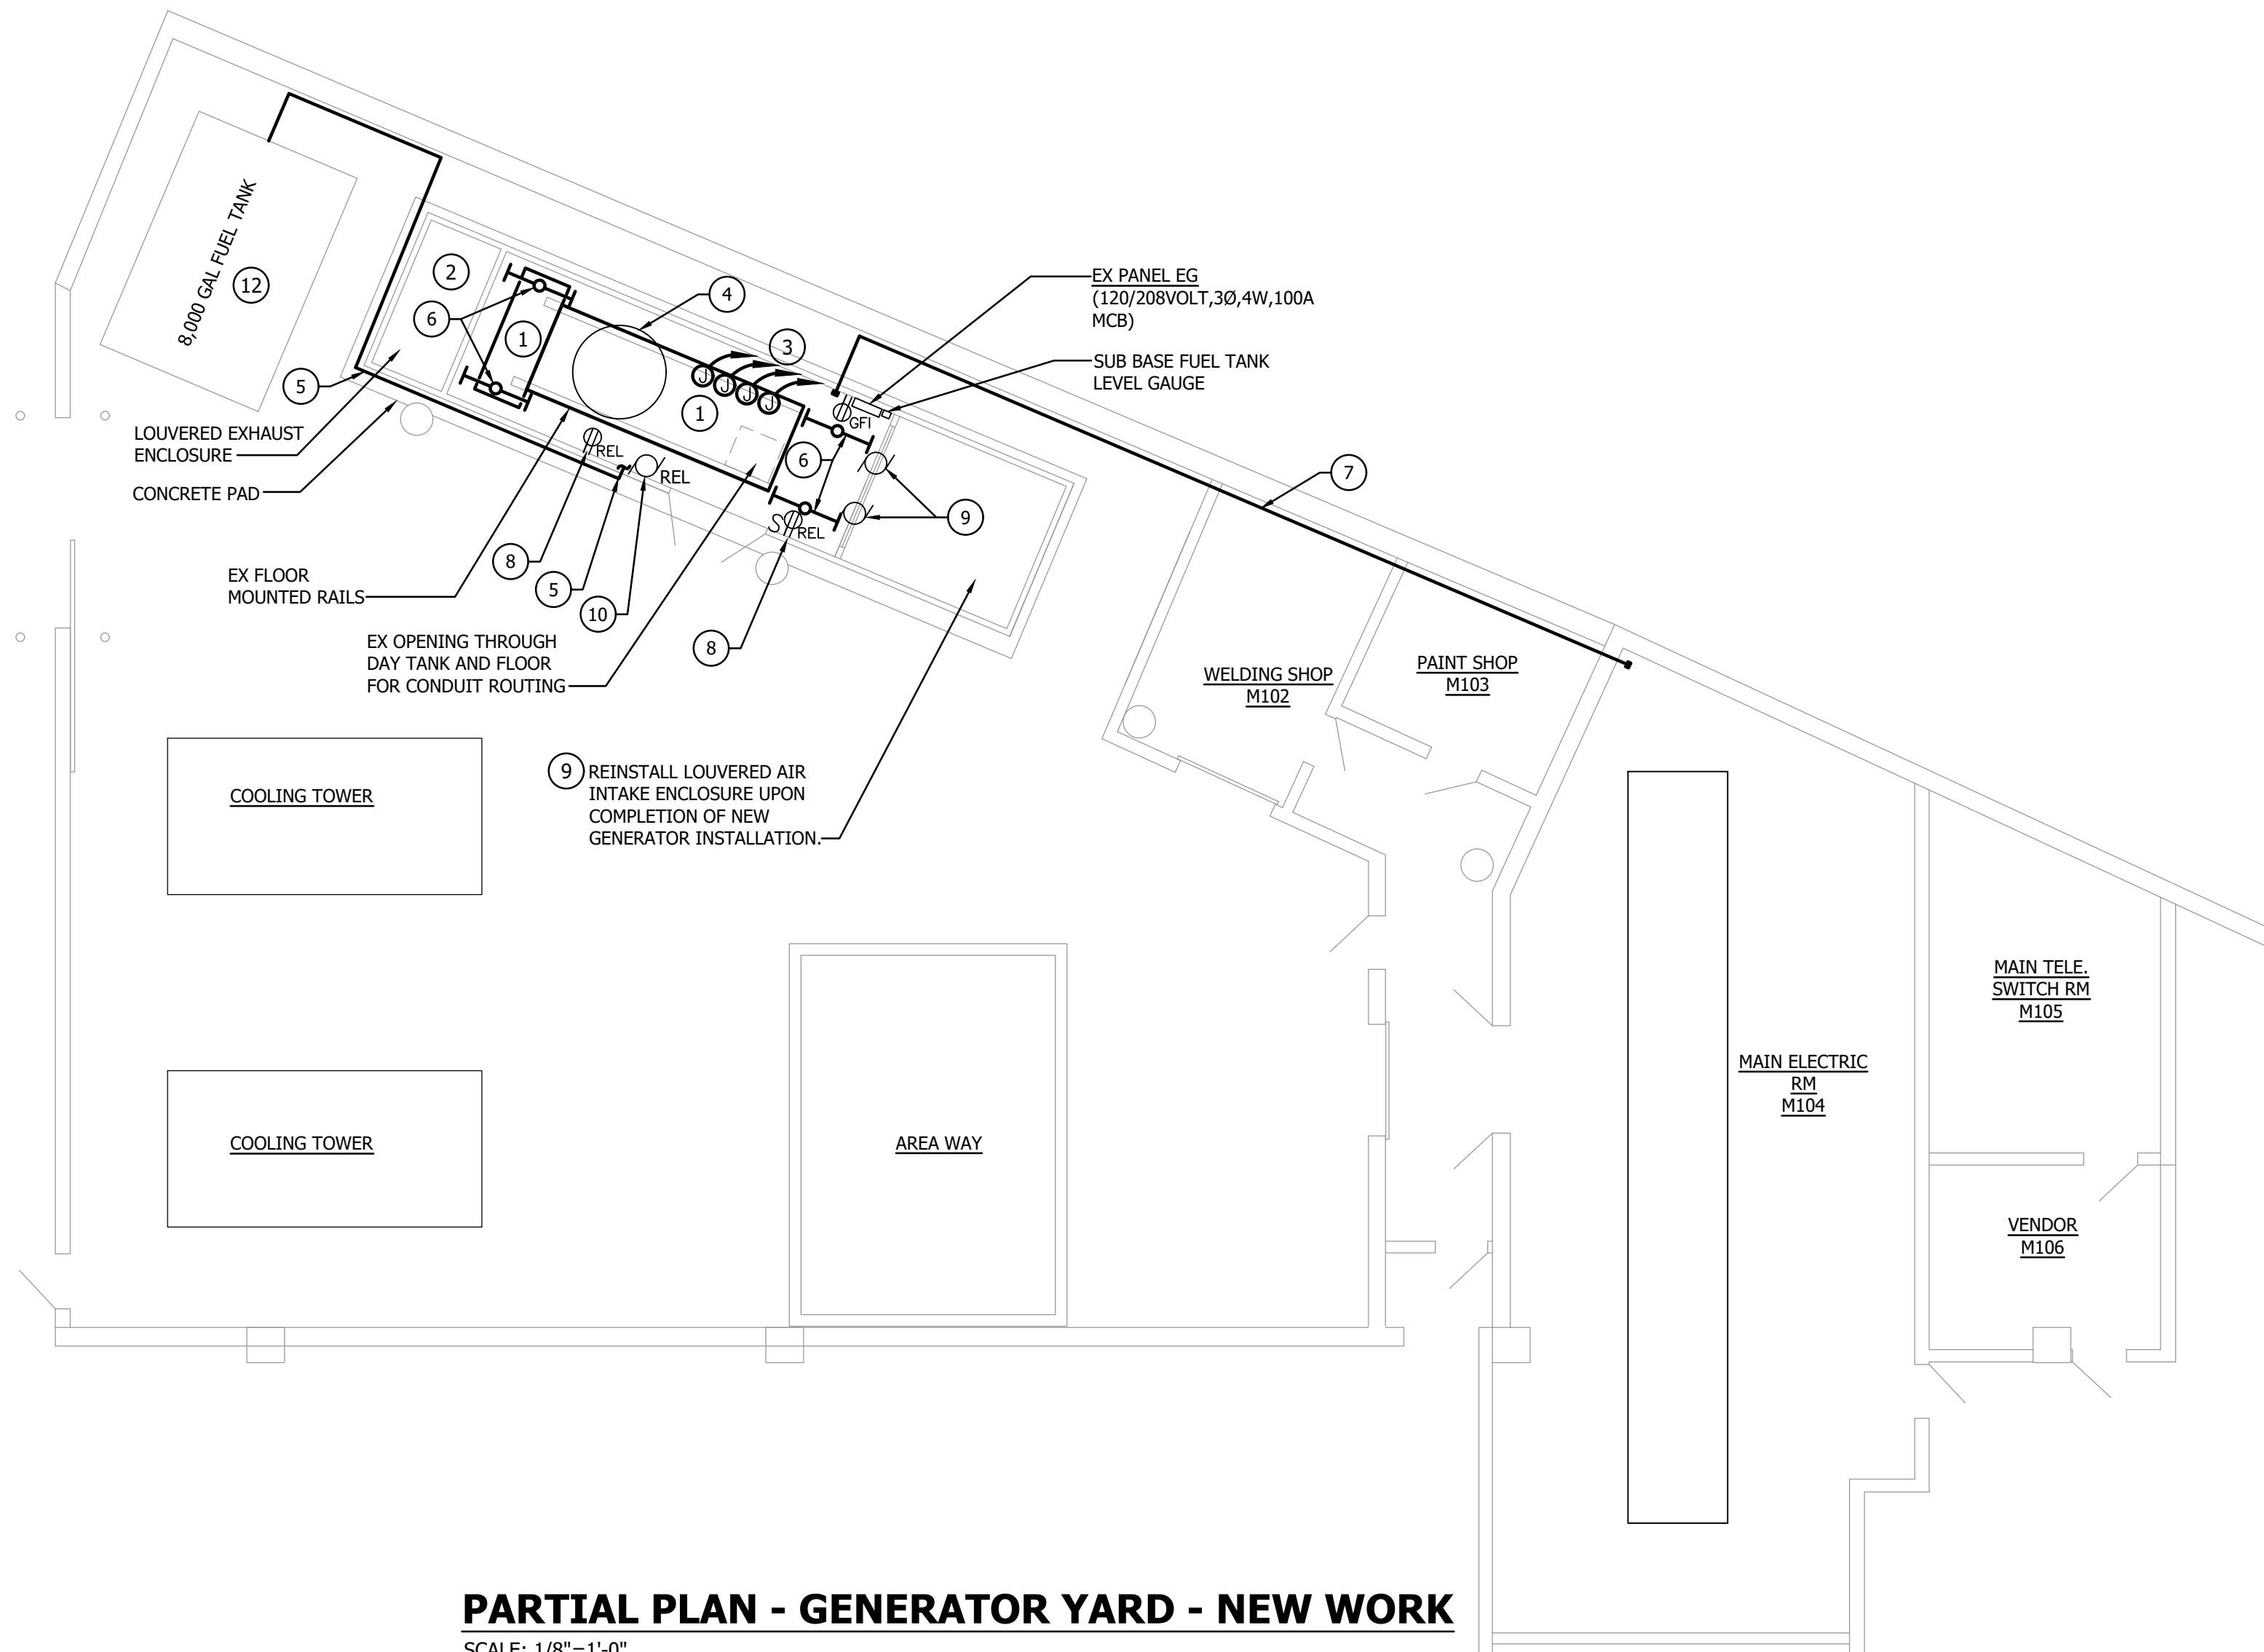 8,000 GAL FUEL TANK
12
2
6
1
4
3
J
J
J
J
1
EX PANEL EG
(120/208VOLT,3Ø,4W,100A
MCB)
SUB BASE FUEL TANK
LEVEL GAUGE
GFI
5
LOUVERED EXHAUST
ENCLOSURE
CONCRETE PAD
REL
REL
6
7
S
REL
9
8
5
10
8
EX FLOOR
MOUNTED RAILS
EX OPENING THROUGH
DAY TANK AND FLOOR
FOR CONDUIT ROUTING
WELDING SHOP
M102
PAINT SHOP
M103
9
REINSTALL LOUVERED AIR
INTAKE ENCLOSURE UPON
COMPLETION OF NEW
GENERATOR INSTALLATION.
COOLING TOWER
COOLING TOWER
AREA WAY
MAIN ELECTRIC
RM
M104
MAIN TELE.
SWITCH RM
M105
VENDOR
M106
PARTIAL PLAN - GENERATOR YARD - NEW WORK
SCALE: 1/8"=1'-0"